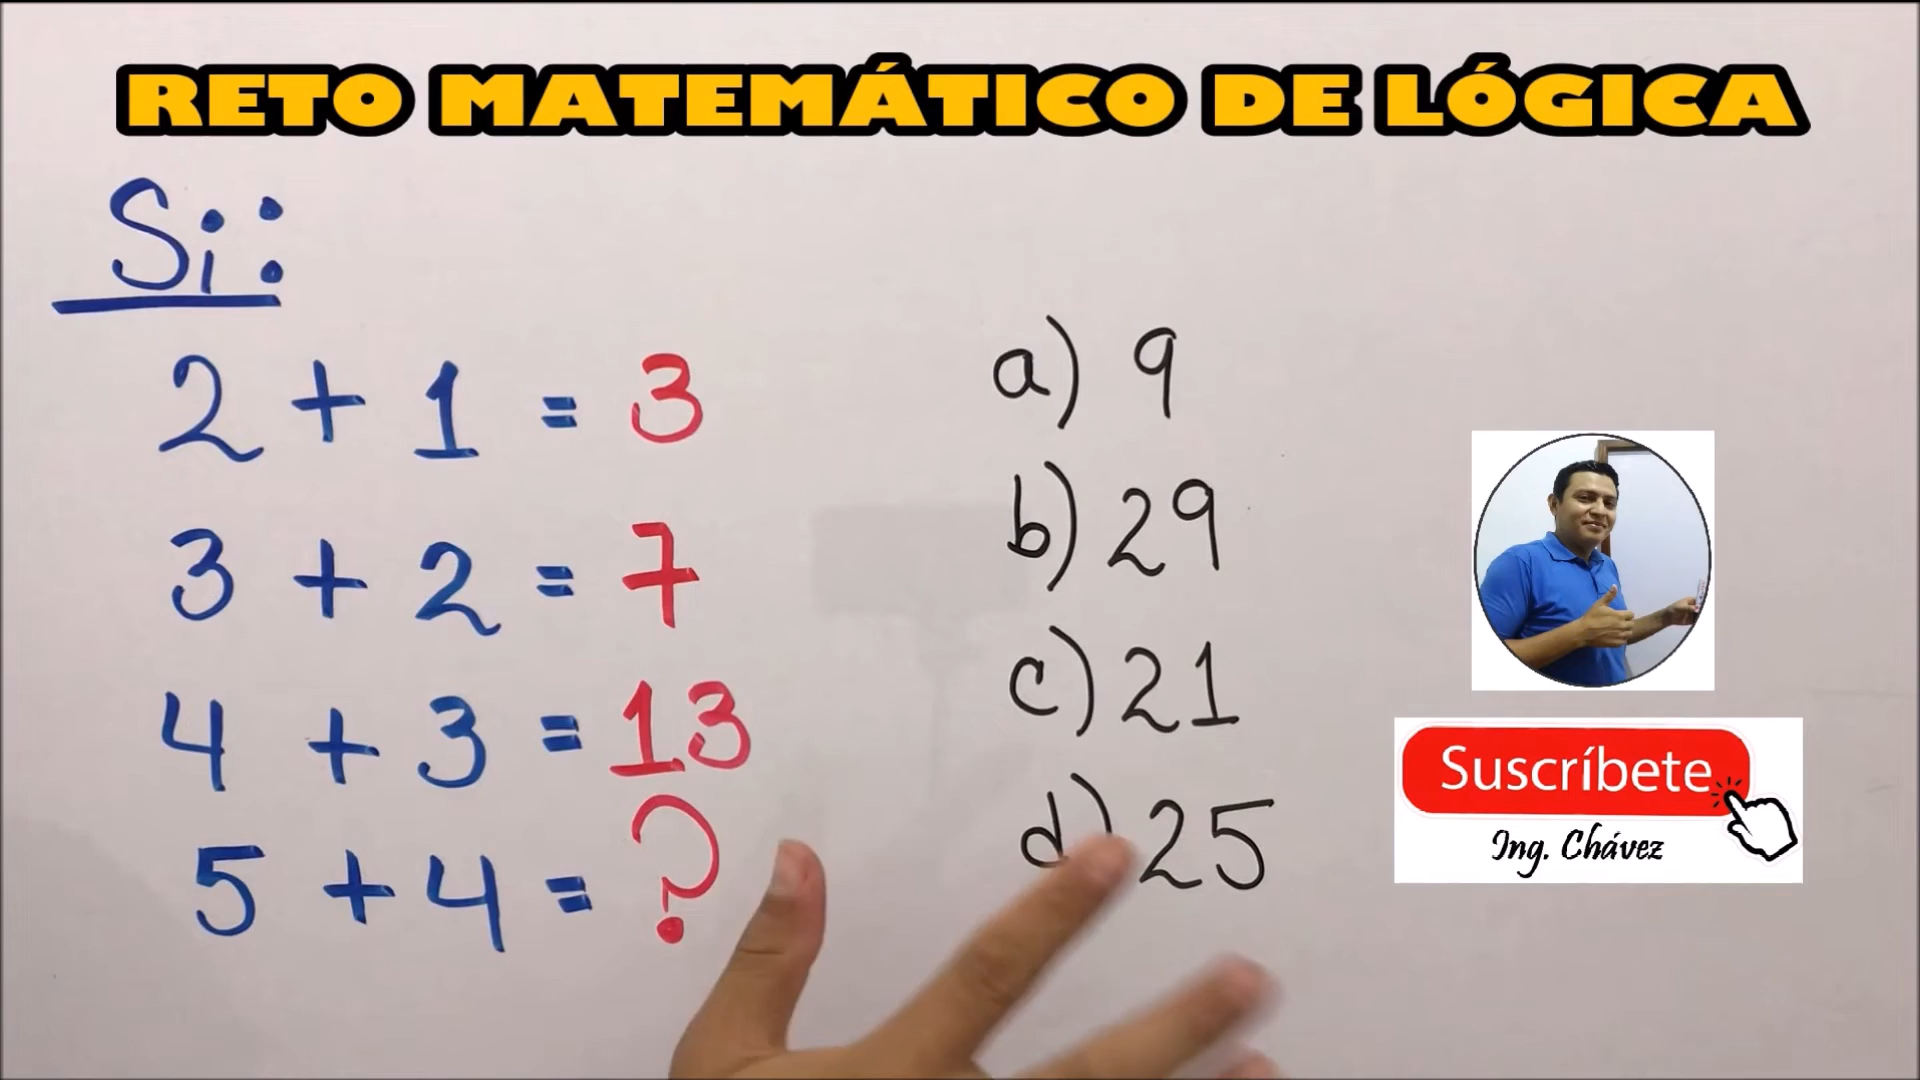 RETO MATEMÁTICO DE LÓGICA
Si:
2 + 1 = 3
3 + 2 = 7
4 + 3 = 13
5 + 4 = ?
a) 9
b) 29
c) 21
d) 25
Suscríbete
Ing. Chávez